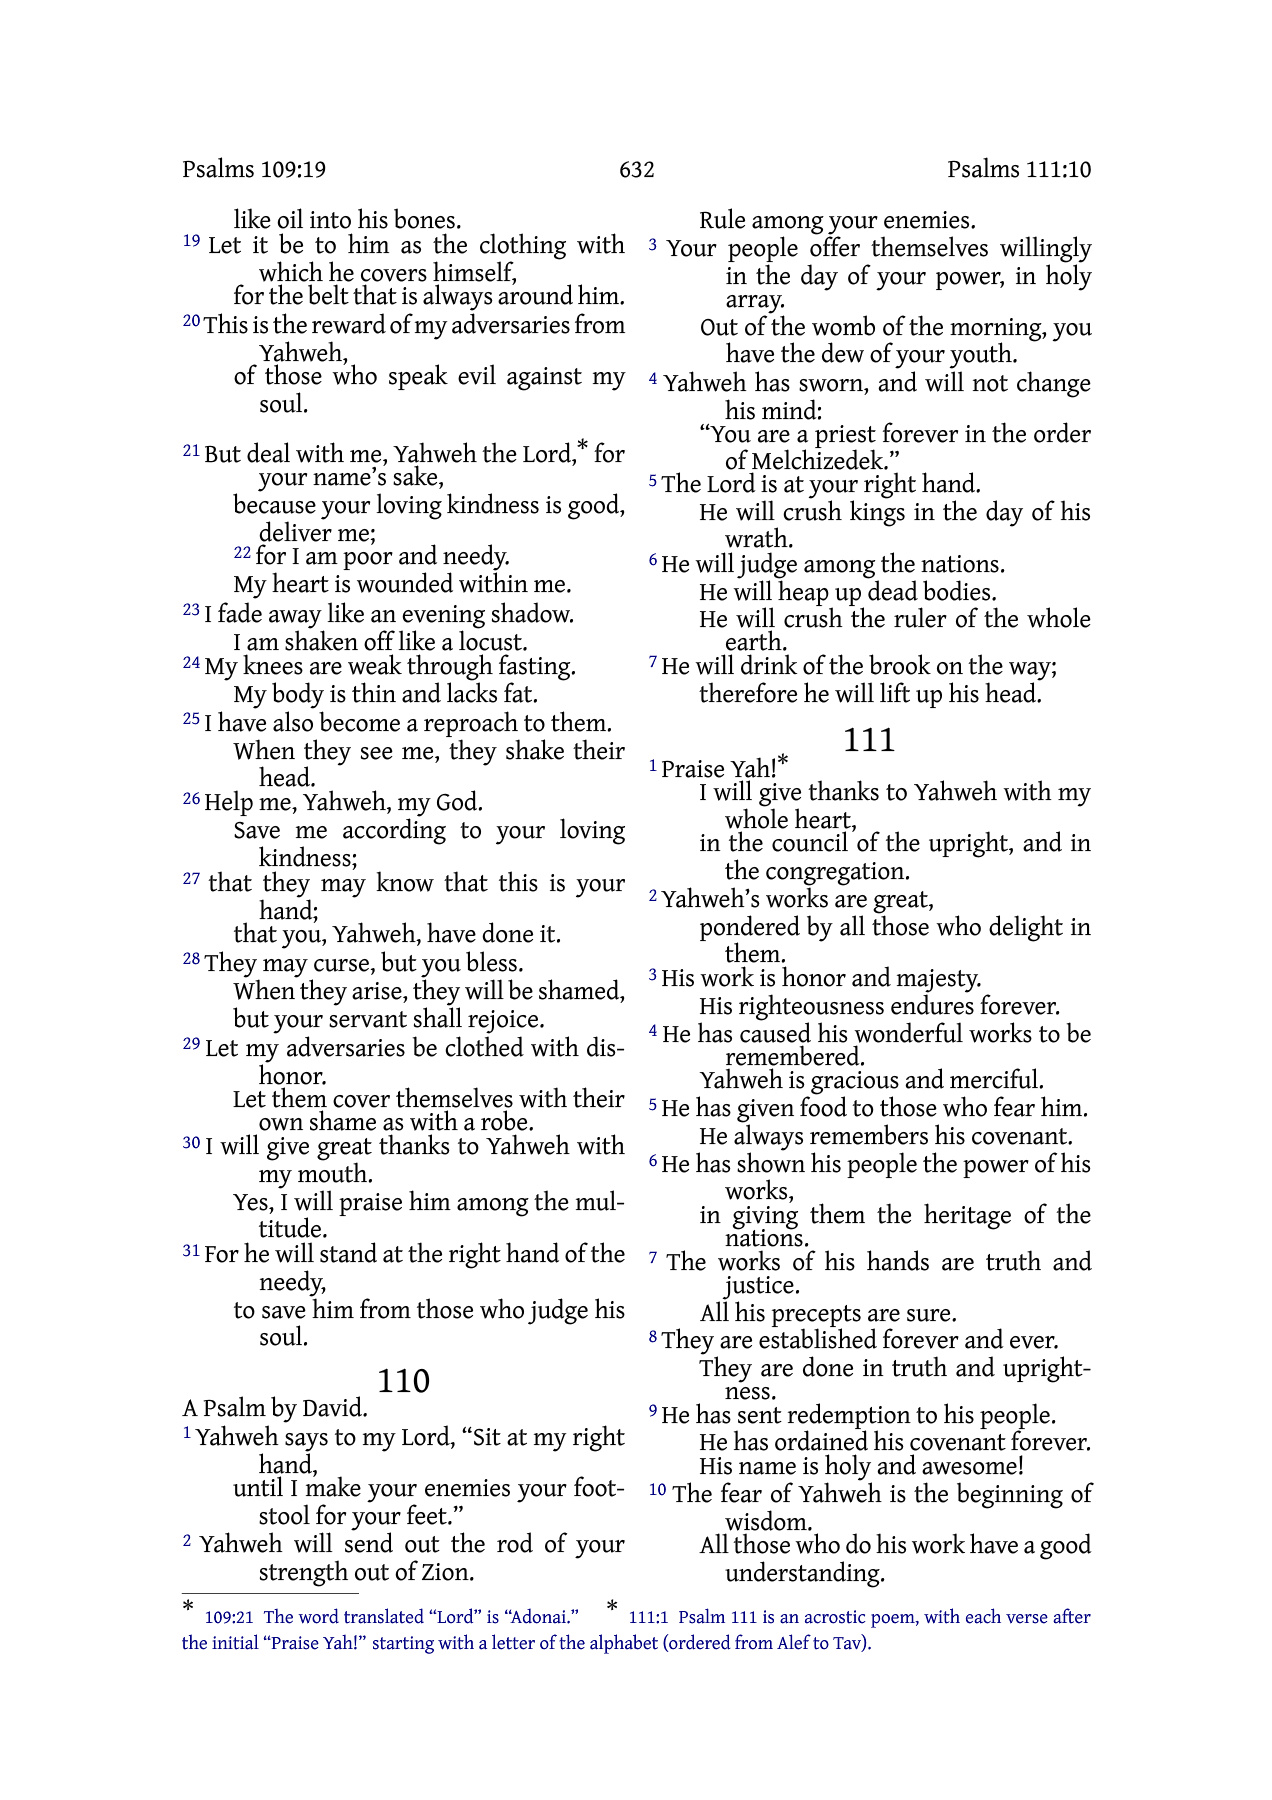 Psalms 109:19 632 Psalms 111:10
like oil into his bones.
19 Let it be to him as the clothing with
which he covers himself,
for the belt that is always around him.
20 This is the reward of my adversaries from
Yahweh,
of those who speak evil against my
soul.
21 But deal with me, Yahweh the Lord,* for
your name’s sake,
because your loving kindness is good,
deliver me;
22 for I am poor and needy.
My heart is wounded within me.
23 I fade away like an evening shadow.
I am shaken off like a locust.
24 My knees are weak through fasting.
My body is thin and lacks fat.
25 I have also become a reproach to them.
When they see me, they shake their
head.
26 Help me, Yahweh, my God.
Save me according to your loving
kindness;
27 that they may know that this is your
hand;
that you, Yahweh, have done it.
28 They may curse, but you bless.
When they arise, they will be shamed,
but your servant shall rejoice.
29 Let my adversaries be clothed with dis-
honor.
Let them cover themselves with their
own shame as with a robe.
30 I will give great thanks to Yahweh with
my mouth.
Yes, I will praise him among the mul-
titude.
31 For he will stand at the right hand of the
needy,
to save him from those who judge his
soul.
110
A Psalm by David.
1 Yahweh says to my Lord, “Sit at my right
hand,
until I make your enemies your foot-
stool for your feet.”
2 Yahweh will send out the rod of your
strength out of Zion.
Rule among your enemies.
3 Your people offer themselves willingly
in the day of your power, in holy
array.
Out of the womb of the morning, you
have the dew of your youth.
4 Yahweh has sworn, and will not change
his mind:
“You are a priest forever in the order
of Melchizedek.”
5 The Lord is at your right hand.
He will crush kings in the day of his
wrath.
6 He will judge among the nations.
He will heap up dead bodies.
He will crush the ruler of the whole
earth.
7 He will drink of the brook on the way;
therefore he will lift up his head.
111
1 Praise Yah!*
I will give thanks to Yahweh with my
whole heart,
in the council of the upright, and in
the congregation.
2 Yahweh’s works are great,
pondered by all those who delight in
them.
3 His work is honor and majesty.
His righteousness endures forever.
4 He has caused his wonderful works to be
remembered.
Yahweh is gracious and merciful.
5 He has given food to those who fear him.
He always remembers his covenant.
6 He has shown his people the power of his
works,
in giving them the heritage of the
nations.
7 The works of his hands are truth and
justice.
All his precepts are sure.
8 They are established forever and ever.
They are done in truth and upright-
ness.
9 He has sent redemption to his people.
He has ordained his covenant forever.
His name is holy and awesome!
10 The fear of Yahweh is the beginning of
wisdom.
All those who do his work have a good
understanding.
* 109:21 The word translated “Lord” is “Adonai.” * 111:1 Psalm 111 is an acrostic poem, with each verse after
the initial “Praise Yah!” starting with a letter of the alphabet (ordered from Alef to Tav).